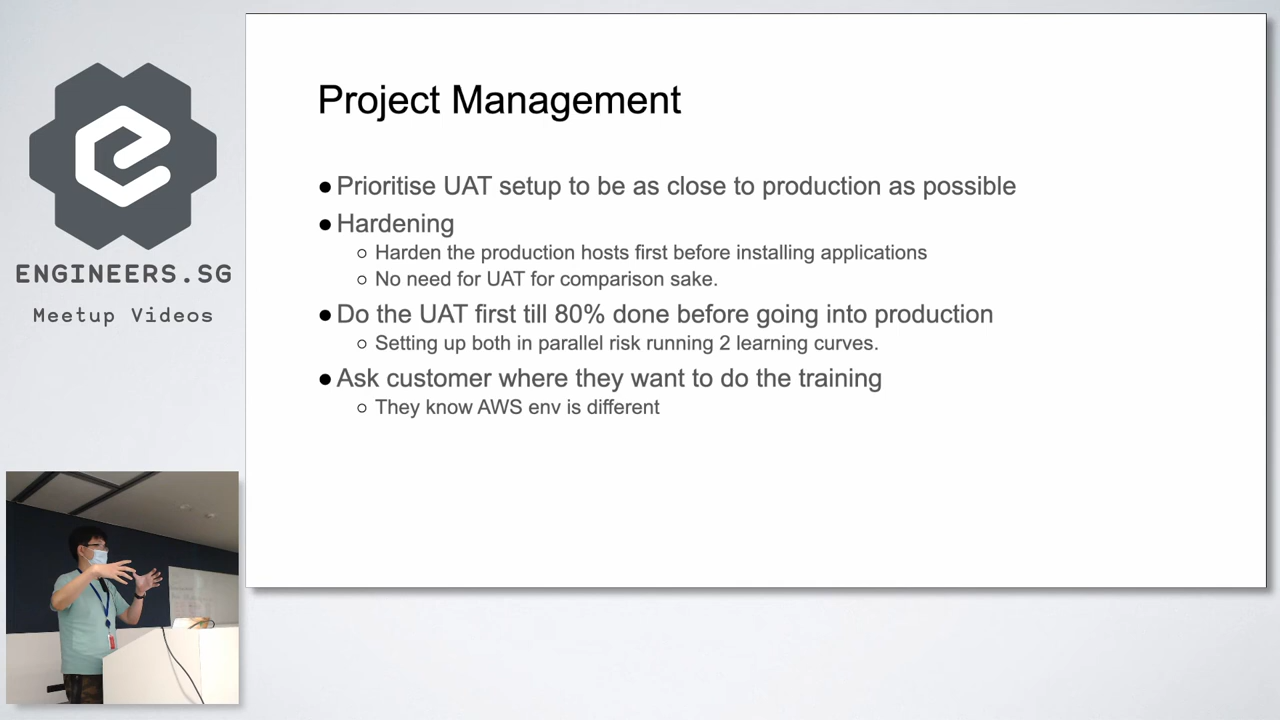 ENGINEERS.SG
Meetup Videos
Project Management
● Prioritise UAT setup to be as close to production as possible
● Hardening
○ Harden the production hosts first before installing applications
○ No need for UAT for comparison sake.
● Do the UAT first till 80% done before going into production
○ Setting up both in parallel risk running 2 learning curves.
● Ask customer where they want to do the training
○ They know AWS env is different